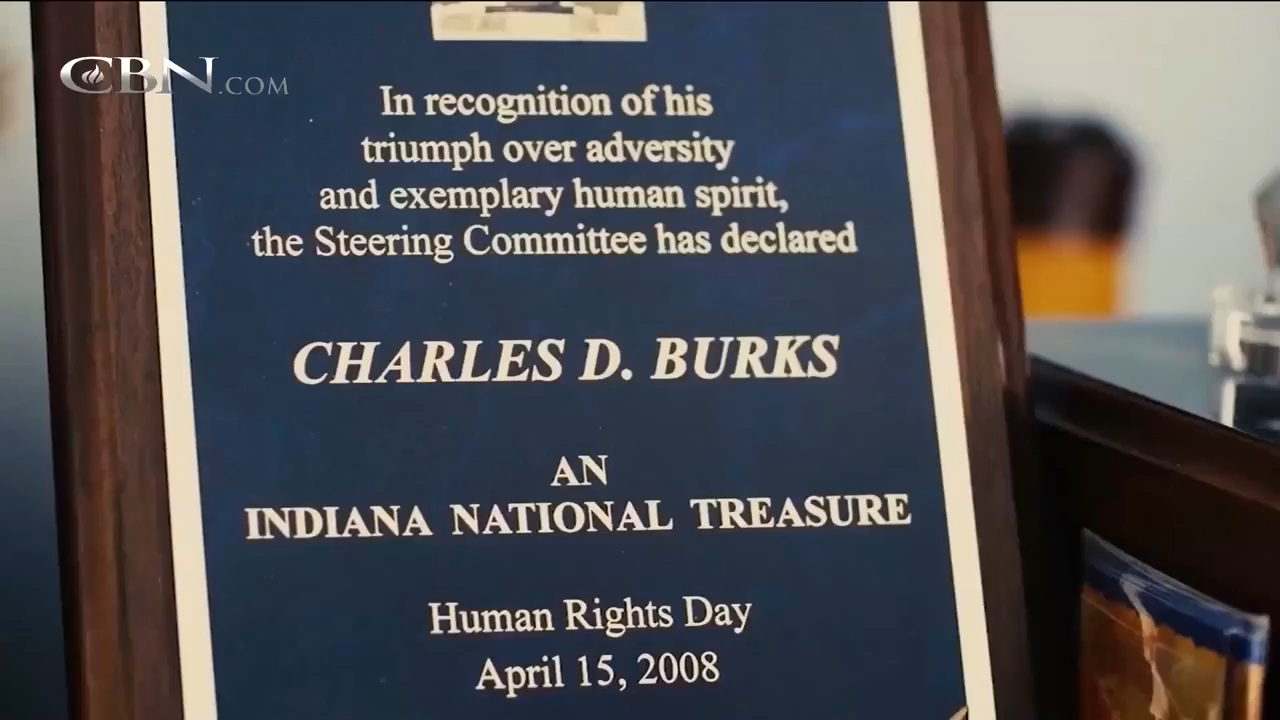 CBN.COM
In recognition of his
triumph over adversity
and exemplary human spirit,
the Steering Committee has declared
CHARLES D. BURKS
AN
INDIANA NATIONAL TREASURE
Human Rights Day
April 15, 2008